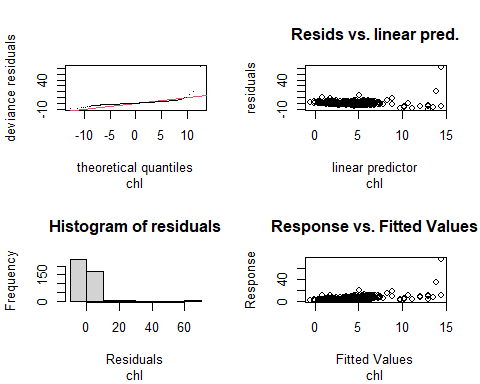 deviance residuals
40
-10
-10
-5
0
5
10
theoretical quantiles
chl
Resids vs. linear pred.
residuals
40
-10
0
5
10
15
linear predictor
chl
Histogram of residuals
Frequency
150
0
0
20
40
60
Residuals
chl
Response vs. Fitted Values
Response
40
0
0
5
10
15
Fitted Values
chl